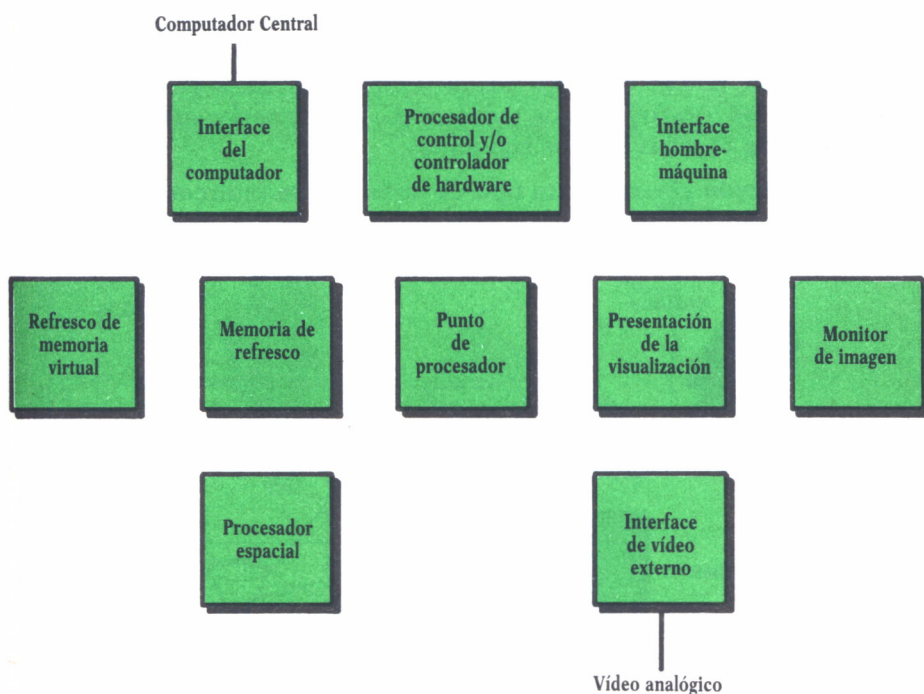 Computador Central
Interface
del
computador
Procesador de
control y/o
controlador
de hardware
Interface
hombre-
máquina
Refresco de
memoria
virtual
Memoria de
refresco
Punto
de
procesador
Presentación
de la
visualización
Monitor
de imagen
Procesador
espacial
Interface
de vídeo
externo
Vídeo analógico